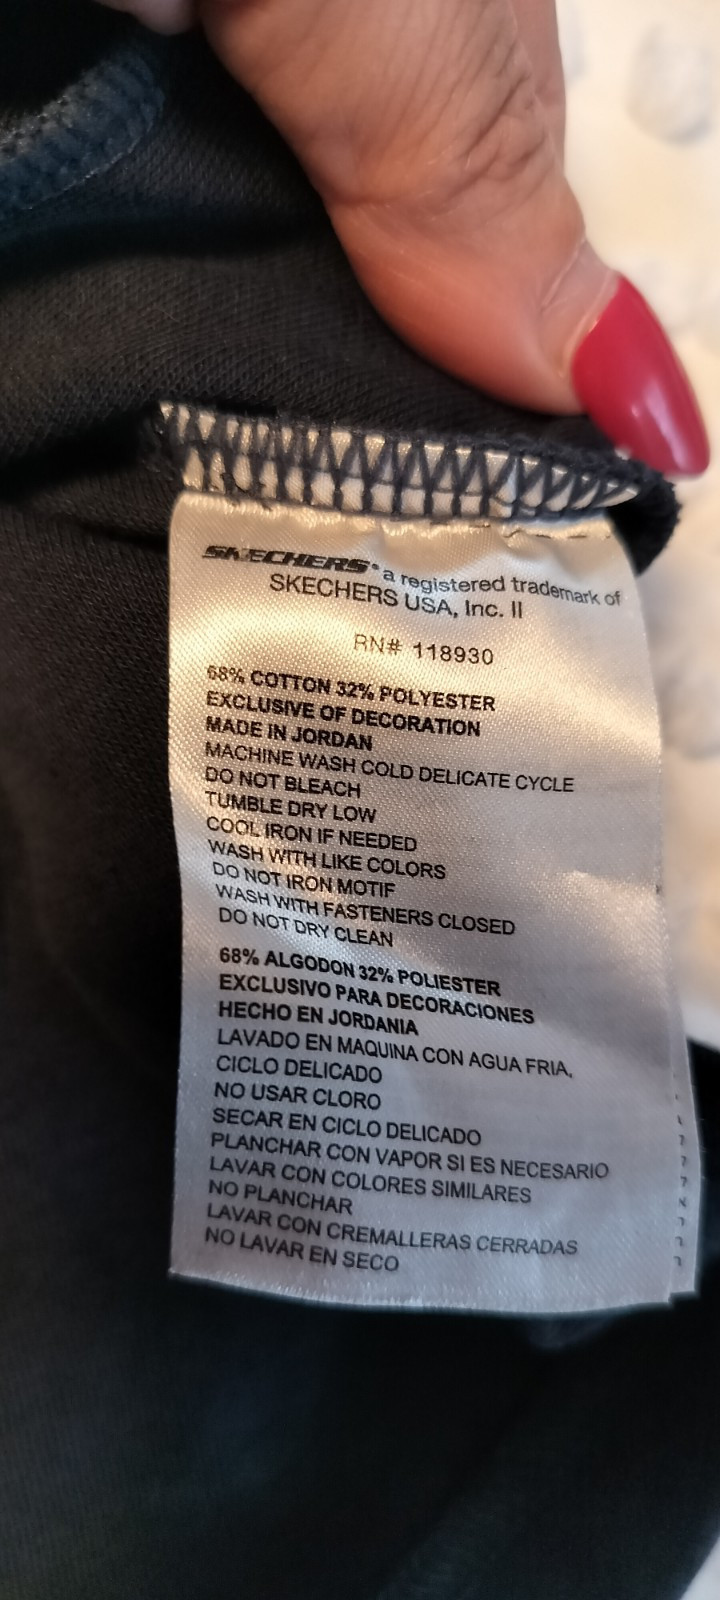 SKECHERS® a registered trademark of
SKECHERS USA, Inc. II
RN# 118930
68% COTTON 32% POLYESTER
EXCLUSIVE OF DECORATION
MADE IN JORDAN
MACHINE WASH COLD DELICATE CYCLE
DO NOT BLEACH
TUMBLE DRY LOW
COOL IRON IF NEEDED
WASH WITH LIKE COLORS
DO NOT IRON MOTIF
WASH WITH FASTENERS CLOSED
DO NOT DRY CLEAN
68% ALGODON 32% POLIESTER
EXCLUSIVO PARA DECORACIONES
HECHO EN JORDANIA
LAVADO EN MAQUINA CON AGUA FRIA,
CICLO DELICADO
NO USAR CLORO
SECAR EN CICLO DELICADO
PLANCHAR CON VAPOR SI ES NECESARIO
LAVAR CON COLORES SIMILARES
NO PLANCHAR
LAVAR CON CREMALLERAS CERRADAS
NO LAVAR EN SECO